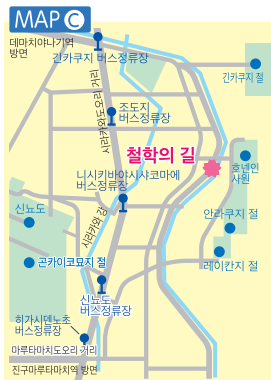 MAP C
데마치야나기역
방면
긴카쿠지 버스정류장
긴카쿠지 절
시라카와도오리 거리
조도지
버스정류장
철학의 길
호넨인
사원
니시키바야시샤코마에
버스정류장
안라쿠지 절
신뇨도
시라카와 강
곤카이코묘지 절
레이칸지 절
신뇨도
버스정류장
히가시덴노초
버스정류장
마루타마치도오리 거리
진구마루타마치역 방면